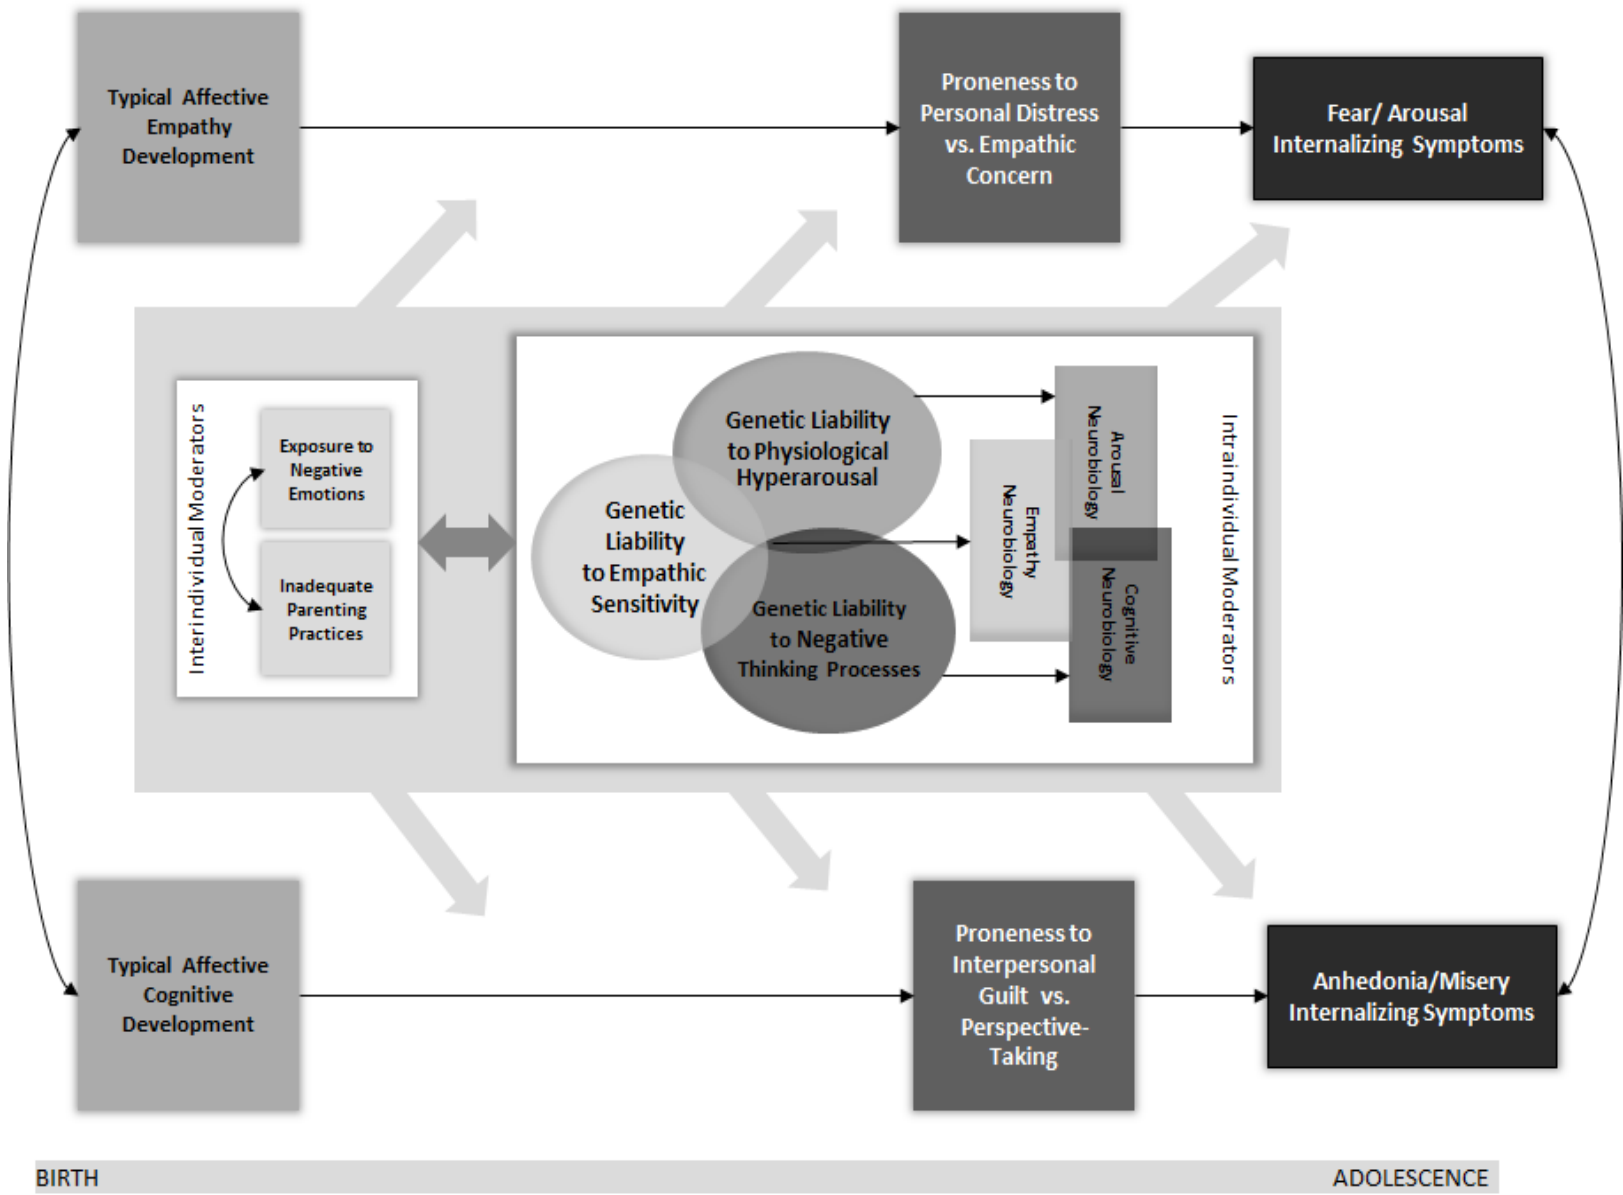 Typical Affective
Empathy
Development
Proneness to
Personal Distress
vs. Empathic
Concern
Fear/ Arousal
Internalizing Symptoms
Interindividual Moderators
Exposure to
Negative
Emotions
Inadequate
Parenting
Practices
Genetic Liability
to Physiological
Hyperarousal
Genetic
Liability
to Empathic
Sensitivity
Genetic Liability
to Negative
Thinking Processes
Arousal
Neurobiology
Empathy
Neurobiology
Cognitive
Neurobiology
Intraindividual Moderators
Typical Affective
Cognitive
Development
Proneness to
Interpersonal
Guilt vs.
Perspective-
Taking
Anhedonia/Misery
Internalizing Symptoms
BIRTH
ADOLESCENCE